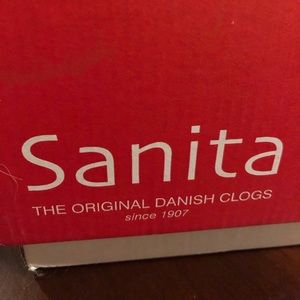 Sanita
THE ORIGINAL DANISH CLOGS
since 1907